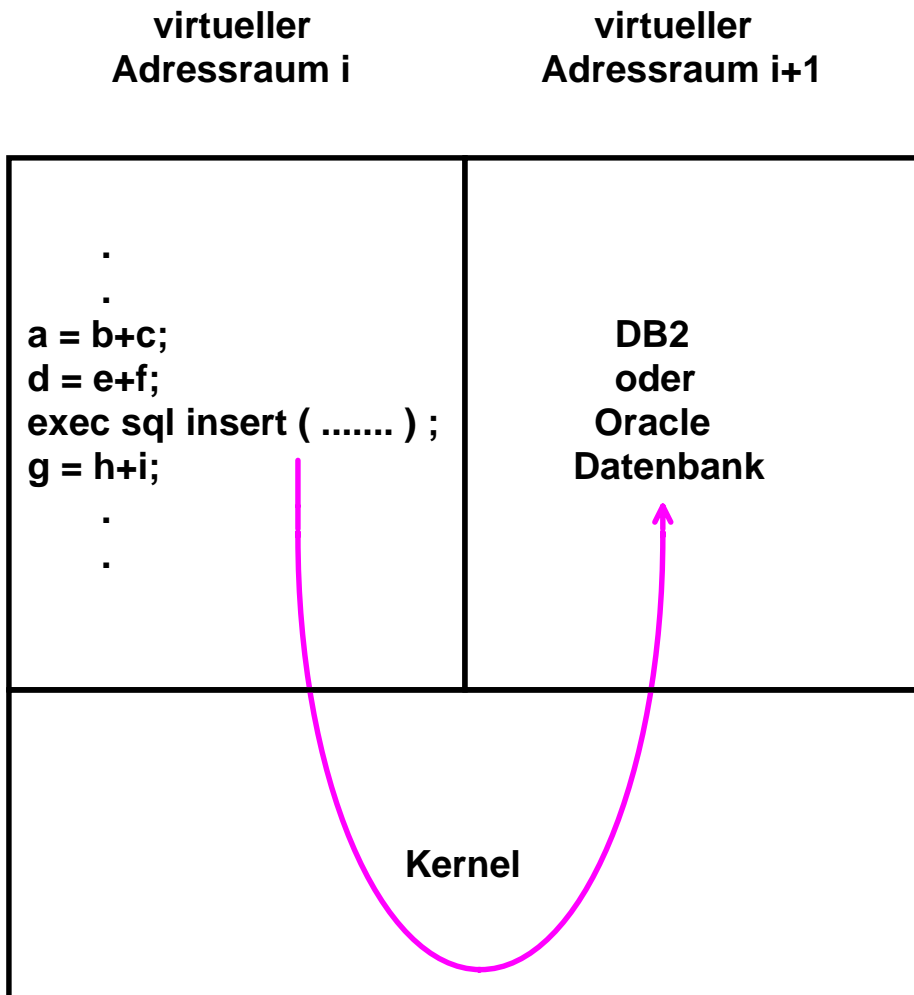 virtueller
Adressraum i
virtueller
Adressraum i+1
.
.
a = b+c;
d = e+f;
exec sql insert ( ....... ) ;
g = h+i;
.
.
DB2
oder
Oracle
Datenbank
Kernel